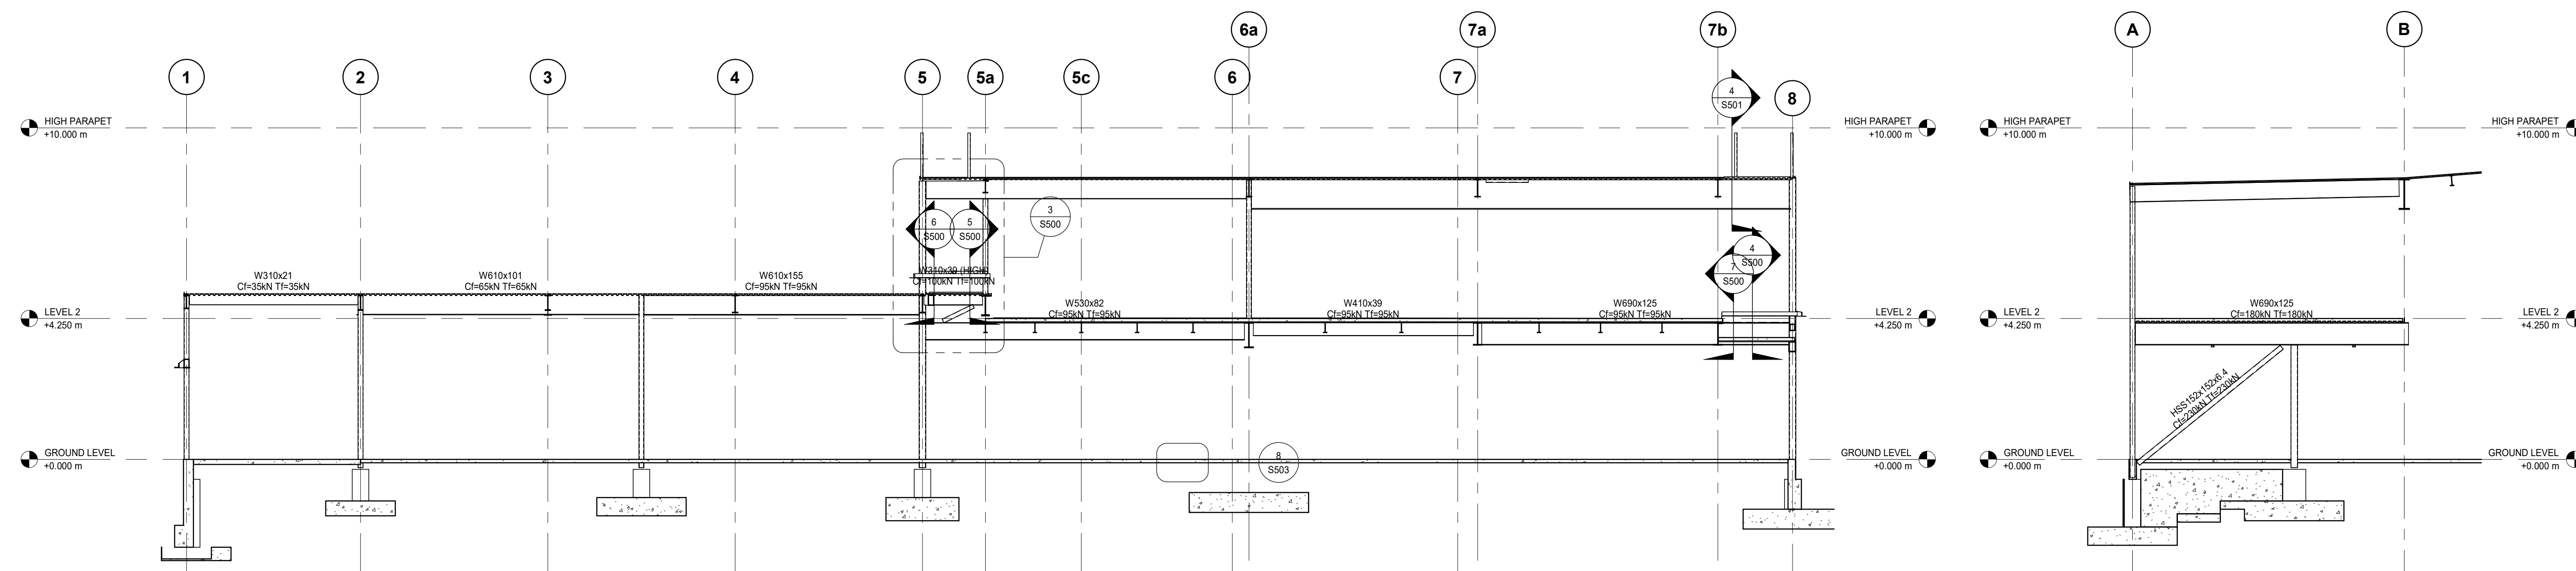 6a
7a
7b
A
B
1
2
3
4
5
5a
5c
6
7
8
4
S501
HIGH PARAPET
+10.000 m
HIGH PARAPET
+10.000 m
HIGH PARAPET
+10.000 m
HIGH PARAPET
+10.000 m
6
S500
5
S500
3
S500
4
S500
7
S500
W310x21
Cf=35kN Tf=35kN
W610x101
Cf=65kN Tf=65kN
W610x155
Cf=95kN Tf=95kN
W310x39 (HIGH)
Cf=100kN Tf=100kN
W530x82
Cf=95kN Tf=95kN
W410x39
Cf=95kN Tf=95kN
W690x125
Cf=95kN Tf=95kN
W690x125
Cf=180kN Tf=180kN
LEVEL 2
+4.250 m
LEVEL 2
+4.250 m
LEVEL 2
+4.250 m
LEVEL 2
+4.250 m
HSS152x152x6.4
Cf=230kN Tf=230kN
GROUND LEVEL
+0.000 m
8
S503
GROUND LEVEL
+0.000 m
GROUND LEVEL
+0.000 m
GROUND LEVEL
+0.000 m